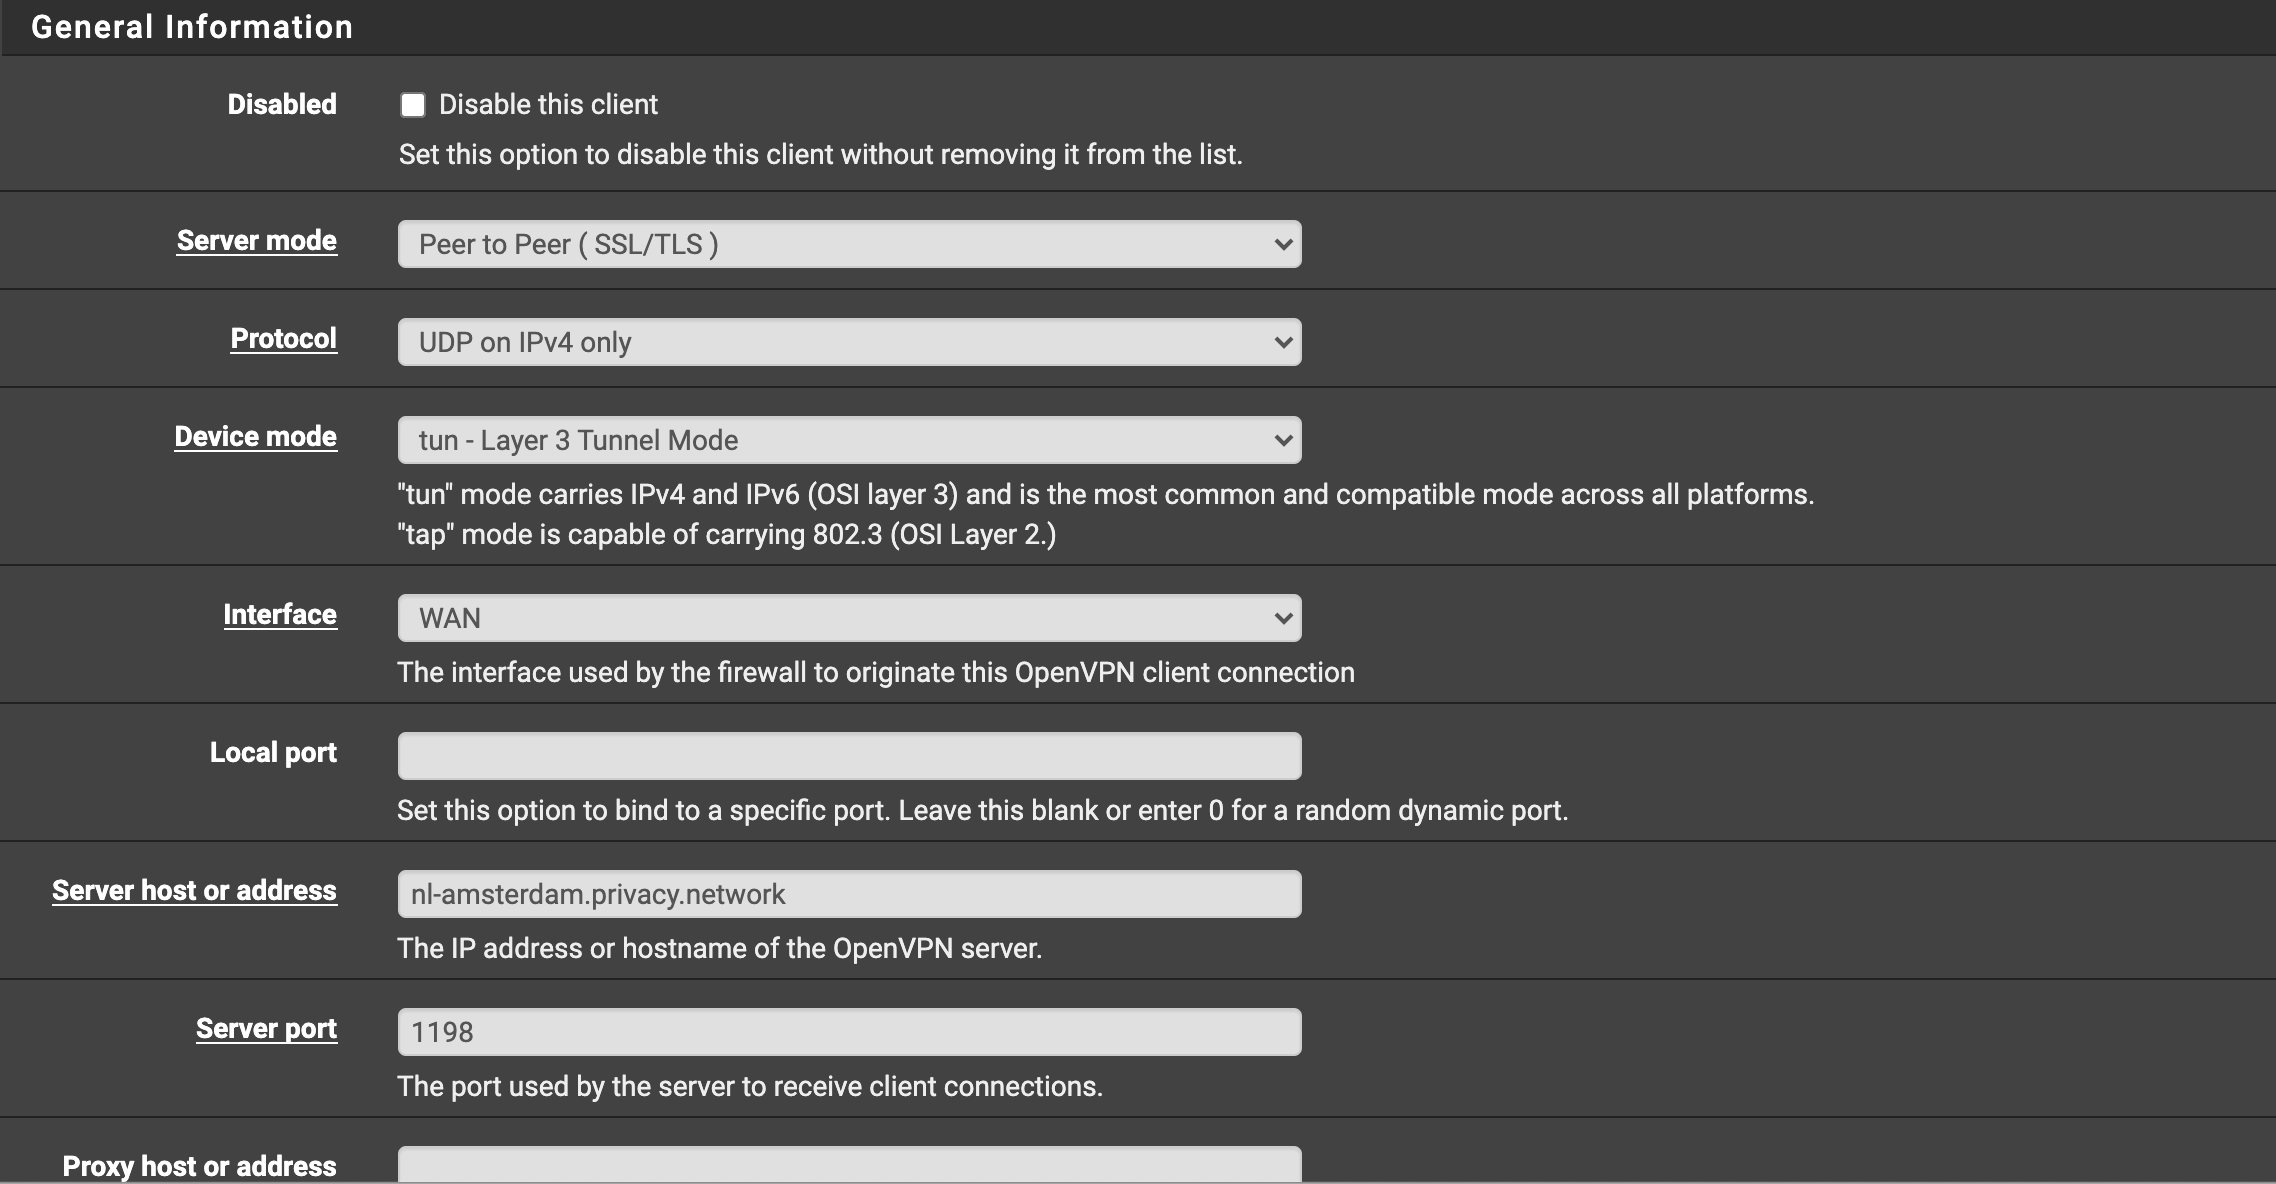 General Information
Disabled
Disable this client
Set this option to disable this client without removing it from the list.
Server mode
Peer to Peer ( SSL/TLS )
Protocol
UDP on IPv4 only
Device mode
tun - Layer 3 Tunnel Mode
"tun" mode carries IPv4 and IPv6 (OSI layer 3) and is the most common and compatible mode across all platforms.
"tap" mode is capable of carrying 802.3 (OSI Layer 2.)
Interface
WAN
The interface used by the firewall to originate this OpenVPN client connection
Local port
Set this option to bind to a specific port. Leave this blank or enter 0 for a random dynamic port.
Server host or address
nl-amsterdam.privacy.network
The IP address or hostname of the OpenVPN server.
Server port
1198
The port used by the server to receive client connections.
Proxy host or address